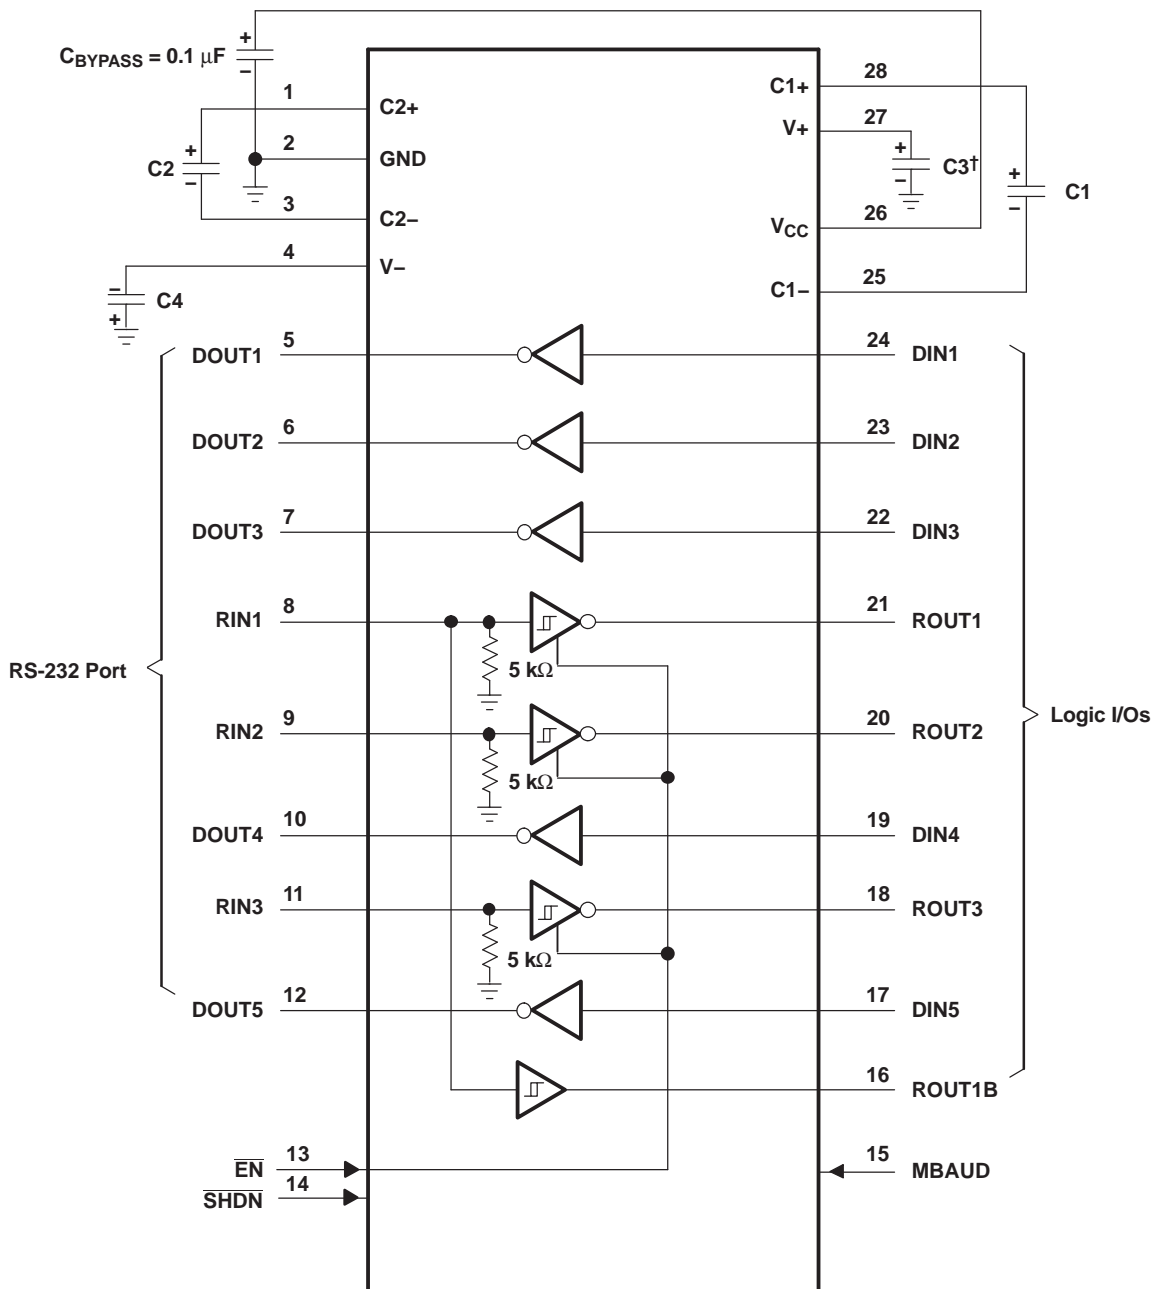 CBYPASS = 0.1 μF
+
−
1
C2+
C2
+
−
2
GND
3
C2−
4
V−
C4
−
+
28
C1+
27
V+
+
−
C3†
+
−
C1
26
VCC
25
C1−
DOUT1
5
24
DIN1
DOUT2
6
23
DIN2
DOUT3
7
22
DIN3
RIN1
8
21
ROUT1
5 kΩ
RS-232 Port
Logic I/Os
RIN2
9
20
ROUT2
5 kΩ
DOUT4
10
19
DIN4
RIN3
11
18
ROUT3
5 kΩ
DOUT5
12
17
DIN5
16
ROUT1B
EN
13
15
MBAUD
SHDN
14